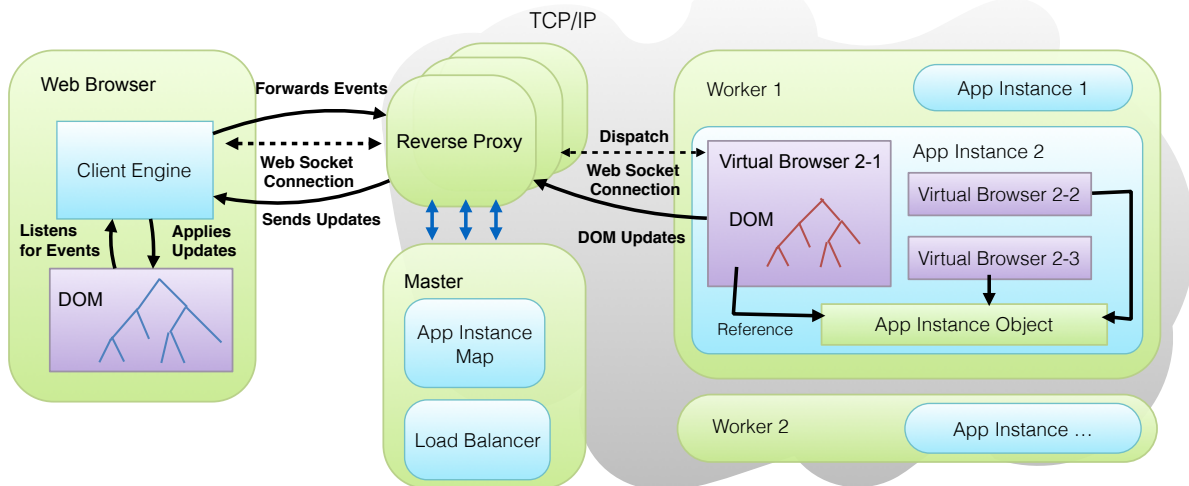 TCP/IP
Web Browser
Client Engine
Listens
for Events
Applies
Updates
DOM
Forwards Events
Web Socket
Connection
Sends Updates
Reverse Proxy
Master
App Instance
Map
Load Balancer
Dispatch
Web Socket
Connection
DOM Updates
Worker 1
App Instance 1
App Instance 2
Virtual Browser 2-1
DOM
Virtual Browser 2-2
Virtual Browser 2-3
Reference
App Instance Object
Worker 2
App Instance ...